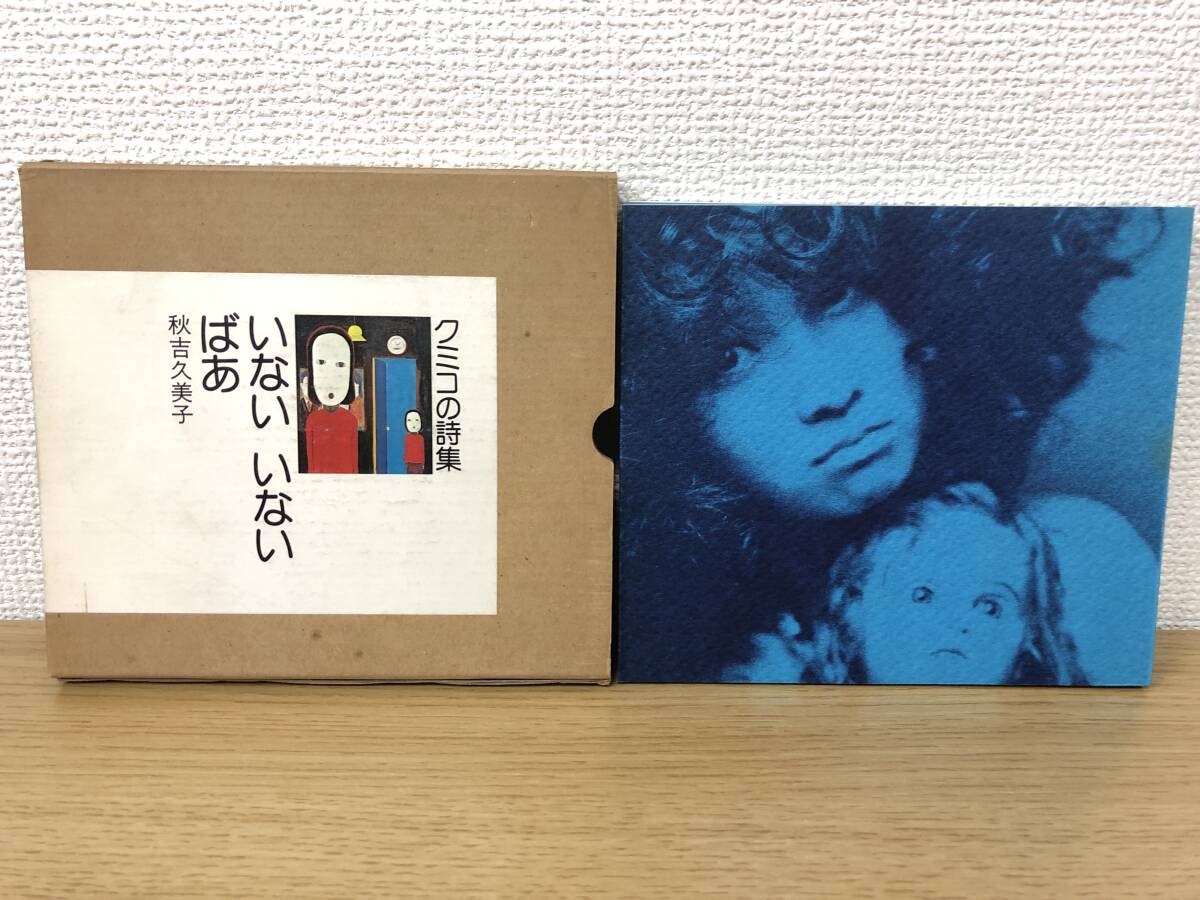 クミコの詩集
いない いない
ばあ
秋吉久美子